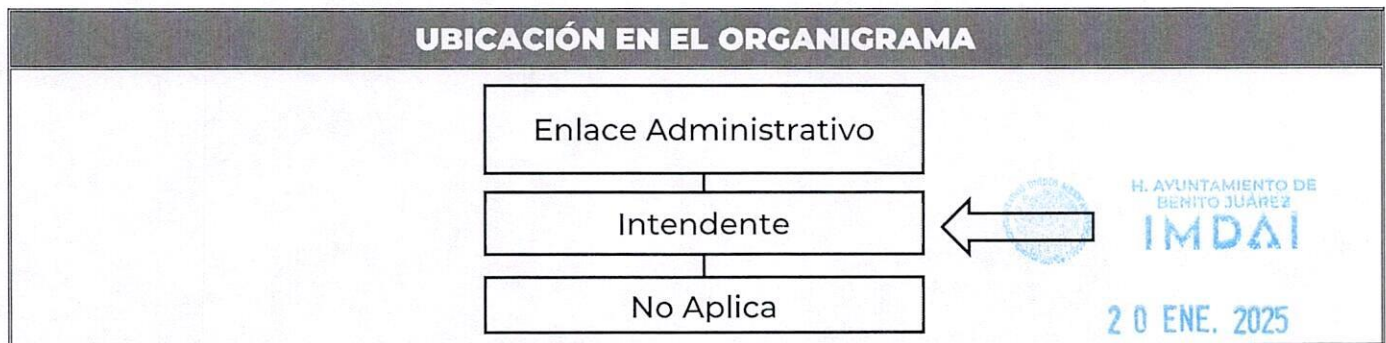 UBICACIÓN EN EL ORGANIGRAMA
Enlace Administrativo
Intendente
No Aplica
H. AYUNTAMIENTO DE
BENITO JUÁREZ
IMDAI
20 ENE. 2025